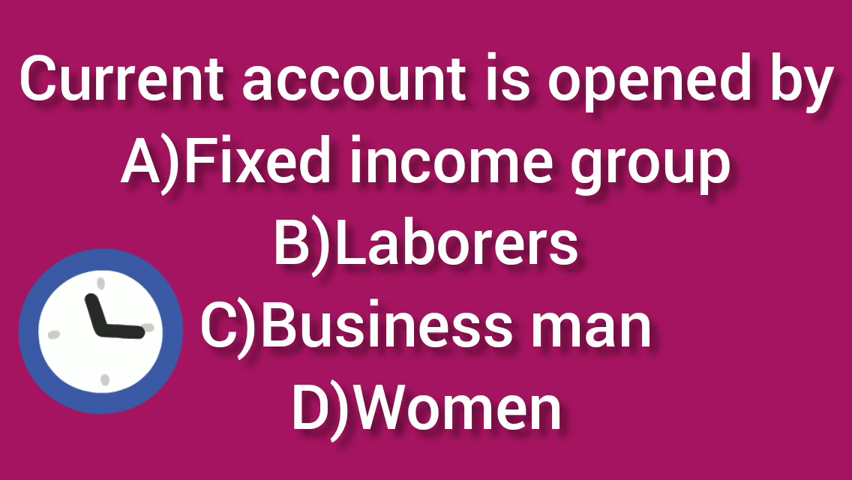 Current account is opened by
A)Fixed income group
B)Laborers
C)Business man
D)Women